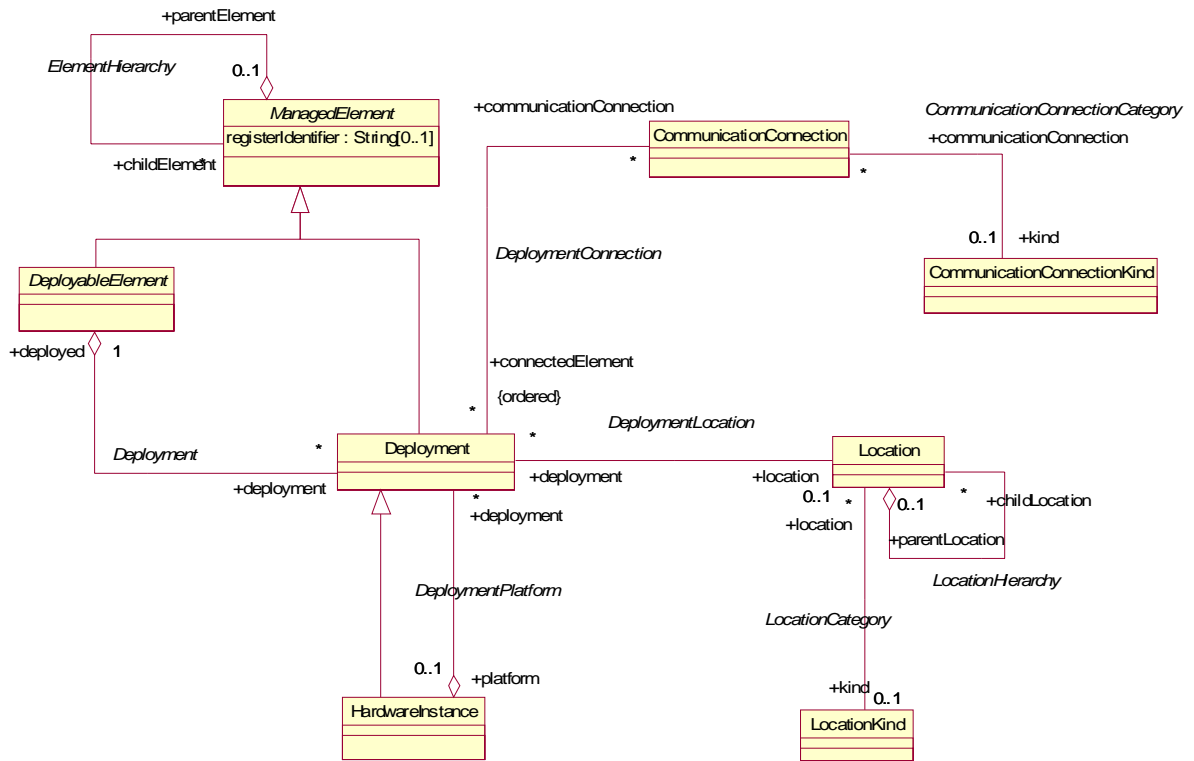 +parentElement
ElementHierarchy
0..1
ManagedElement
registerIdentifier : String[0..1]
+childElement
*
+communicationConnection
CommunicationConnection
*
CommunicationConnectionCategory
+communicationConnection
*
0..1
+kind
CommunicationConnectionKind
DeploymentConnection
DeployableElement
+deployed
1
+connectedElement
{ordered}
*
*
DeploymentLocation
Deployment
*
+deployment
Deployment
+deployment
*
+deployment
Location
+location
0..1
*
+location
0..1
*
+childLocation
+parentLocation
LocationHierarchy
DeploymentPlatform
LocationCategory
0..1
+platform
HardwareInstance
+kind
0..1
LocationKind